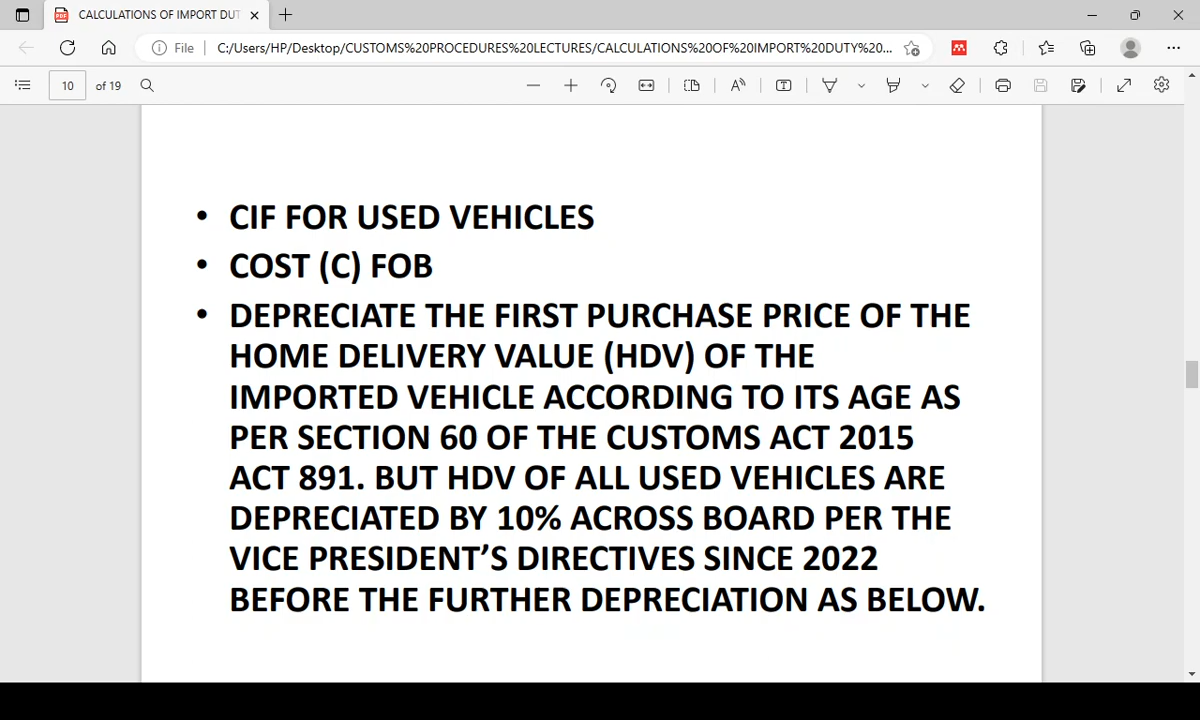 CALCULATIONS OF IMPORT DUT
File
C:/Users/HP/Desktop/CUSTOMS%20PROCEDURES%20LECTURES/CALCULATIONS%20OF%20IMPORT%20DUTY%20...
10 of 19
• CIF FOR USED VEHICLES
• COST (C) FOB
• DEPRECIATE THE FIRST PURCHASE PRICE OF THE
HOME DELIVERY VALUE (HDV) OF THE
IMPORTED VEHICLE ACCORDING TO ITS AGE AS
PER SECTION 60 OF THE CUSTOMS ACT 2015
ACT 891. BUT HDV OF ALL USED VEHICLES ARE
DEPRECIATED BY 10% ACROSS BOARD PER THE
VICE PRESIDENT’S DIRECTIVES SINCE 2022
BEFORE THE FURTHER DEPRECIATION AS BELOW.